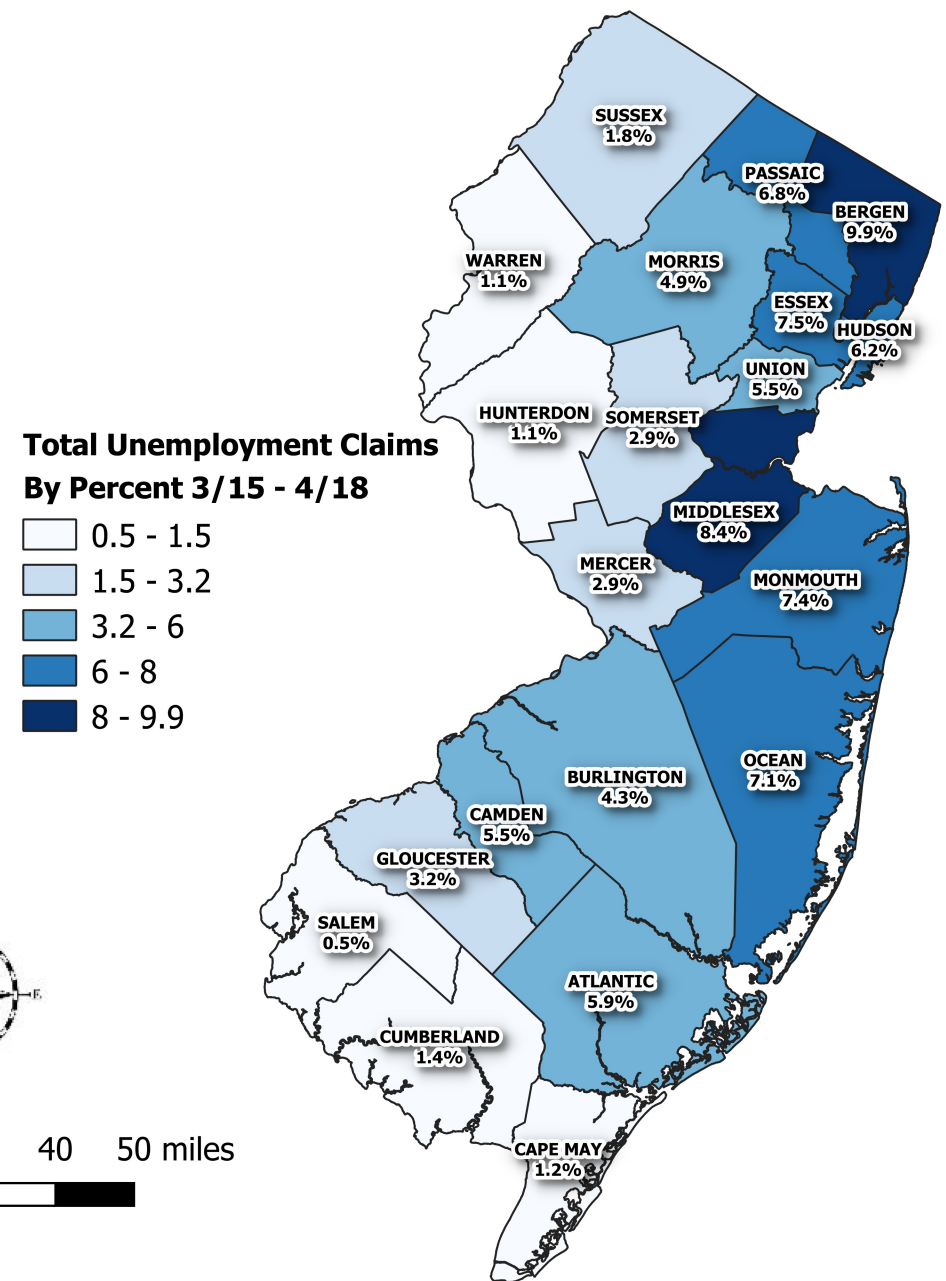 SUSSEX
1.8%
PASSAIC
6.8%
BERGEN
9.9%
WARREN
1.1%
MORRIS
4.9%
ESSEX
7.5%
HUDSON
6.2%
UNION
5.5%
HUNTERDON
1.1%
SOMERSET
2.9%
Total Unemployment Claims
By Percent 3/15 - 4/18
0.5 - 1.5
1.5 - 3.2
3.2 - 6
6 - 8
8 - 9.9
MIDDLESEX
8.4%
MERCER
2.9%
MONMOUTH
7.4%
OCEAN
7.1%
BURLINGTON
4.3%
CAMDEN
5.5%
GLOUCESTER
3.2%
SALEM
0.5%
ATLANTIC
5.9%
E
CUMBERLAND
1.4%
CAPE MAY
1.2%
40 50 miles